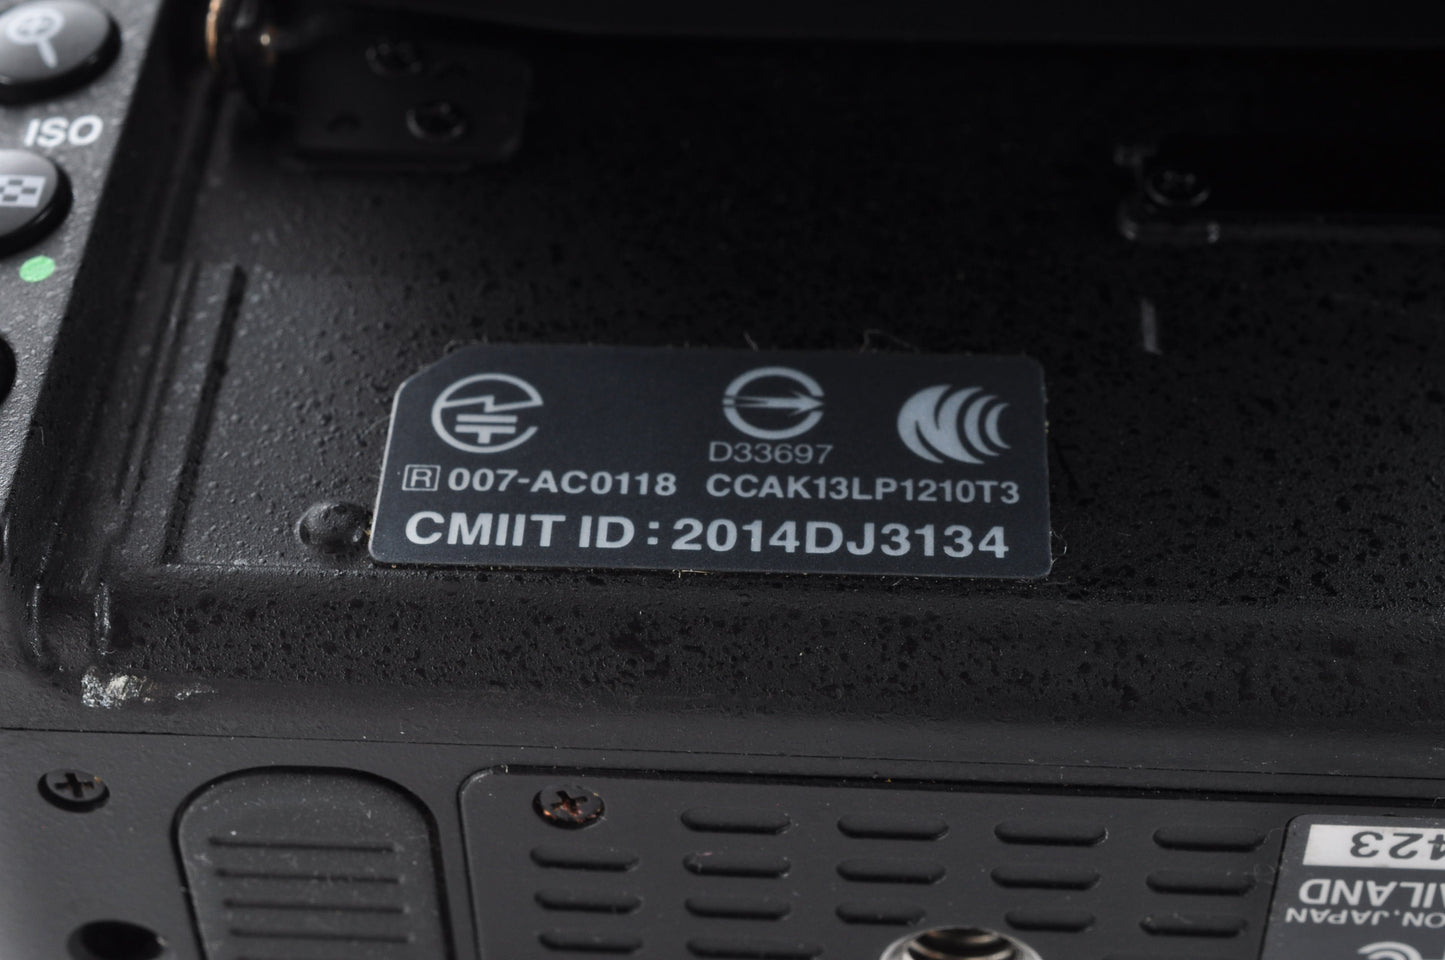 ISO
D33697
R 007-AC0118 CCAK13LP1210T3
CMIIT ID : 2014DJ3134
423
AILAND
ON, JAPAN